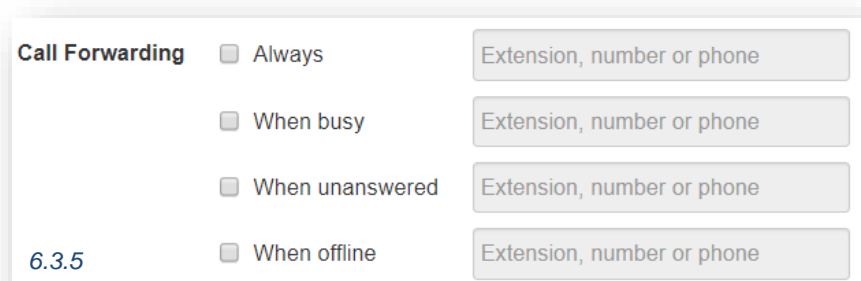 Call Forwarding Always Extension, number or phone
When busy Extension, number or phone
When unanswered Extension, number or phone
6.3.5 When offline Extension, number or phone